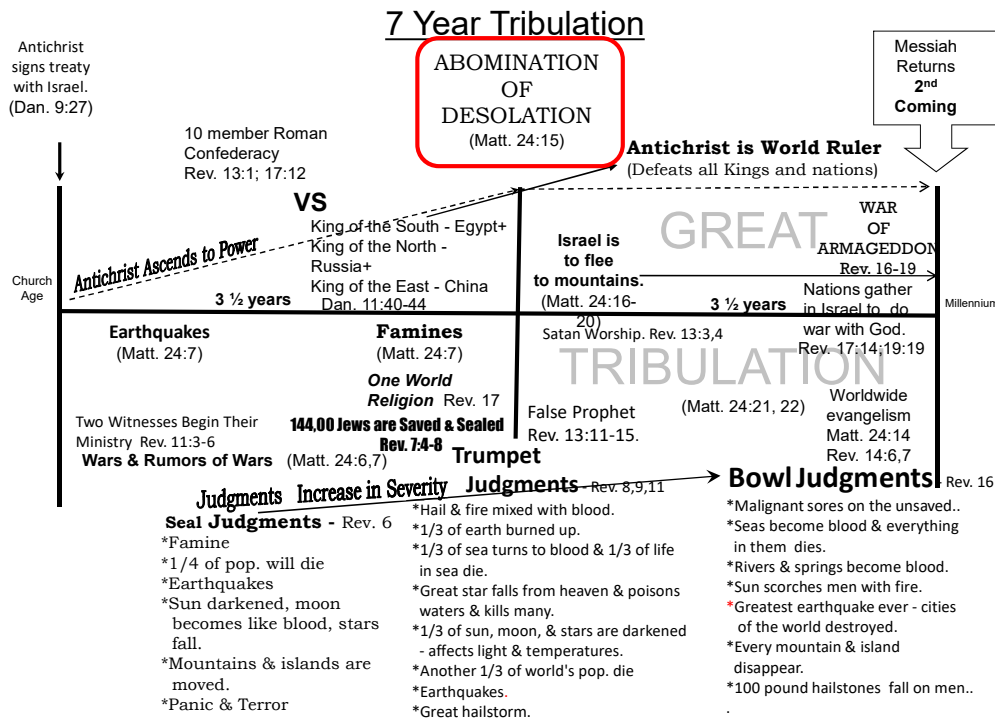 7 Year Tribulation
Antichrist
signs treaty
with Israel.
(Dan. 9:27)
ABOMINATION
OF
DESOLATION
(Matt. 24:15)
Messiah
Returns
2nd
Coming
10 member Roman
Confederacy
Rev. 13:1; 17:12
VS
King of the South - Egypt+
King of the North -
Russia+
King of the East - China
Dan. 11:40-44
Antichrist is World Ruler
(Defeats all Kings and nations)
Antichrist Ascends to Power
Church
Age
3 ½ years
Israel is
to flee
to mountains.
(Matt. 24:16-
20)
GREAT
TRIBULATION
WAR
OF
ARMAGEDDON
Rev. 16-19
3 ½ years
Nations gather
in Israel to do
war with God.
Rev. 17:14;19:19
Millennium
Earthquakes
(Matt. 24:7)
Famines
(Matt. 24:7)
One World
Religion Rev. 17
Satan Worship. Rev. 13:3,4
Two Witnesses Begin Their
Ministry Rev. 11:3-6
144,00 Jews are Saved & Sealed
Rev. 7:4-8
Wars & Rumors of Wars (Matt. 24:6,7)
False Prophet
Rev. 13:11-15.
(Matt. 24:21, 22)
Worldwide
evangelism
Matt. 24:14
Rev. 14:6,7
Judgments Increase in Severity
Seal Judgments - Rev. 6
*Famine
*1/4 of pop. will die
*Earthquakes
*Sun darkened, moon
becomes like blood, stars
fall.
*Mountains & islands are
moved.
*Panic & Terror
Trumpet
Judgments - Rev. 8,9,11
*Hail & fire mixed with blood.
*1/3 of earth burned up.
*1/3 of sea turns to blood & 1/3 of life
in sea die.
*Great star falls from heaven & poisons
waters & kills many.
*1/3 of sun, moon, & stars are darkened
- affects light & temperatures.
*Another 1/3 of world's pop. die
*Earthquakes.
*Great hailstorm.
Bowl Judgments - Rev. 16
*Malignant sores on the unsaved..
*Seas become blood & everything
in them dies.
*Rivers & springs become blood.
*Sun scorches men with fire.
*Greatest earthquake ever - cities
of the world destroyed.
*Every mountain & island
disappear.
*100 pound hailstones fall on men..
.